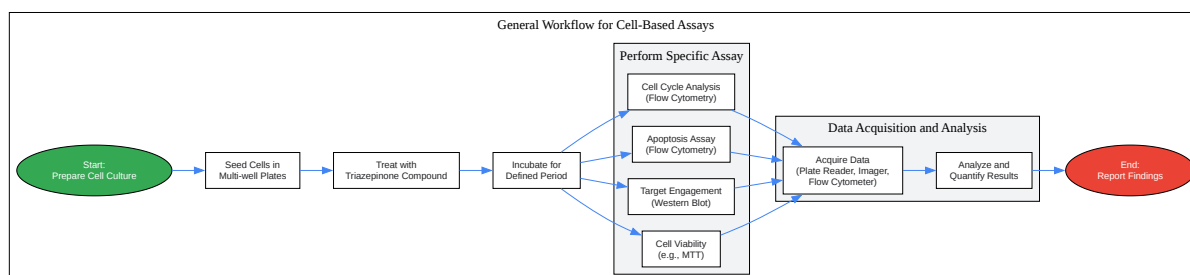 General Workflow for Cell-Based Assays
Start:
Prepare Cell Culture
Seed Cells in
Multi-well Plates
Treat with
Triazepinone Compound
Incubate for
Defined Period
Perform Specific Assay
Cell Cycle Analysis
(Flow Cytometry)
Apoptosis Assay
(Flow Cytometry)
Target Engagement
(Western Blot)
Cell Viability
(e.g., MTT)
Data Acquisition and Analysis
Acquire Data
(Plate Reader, Imager,
Flow Cytometer)
Analyze and
Quantify Results
End:
Report Findings